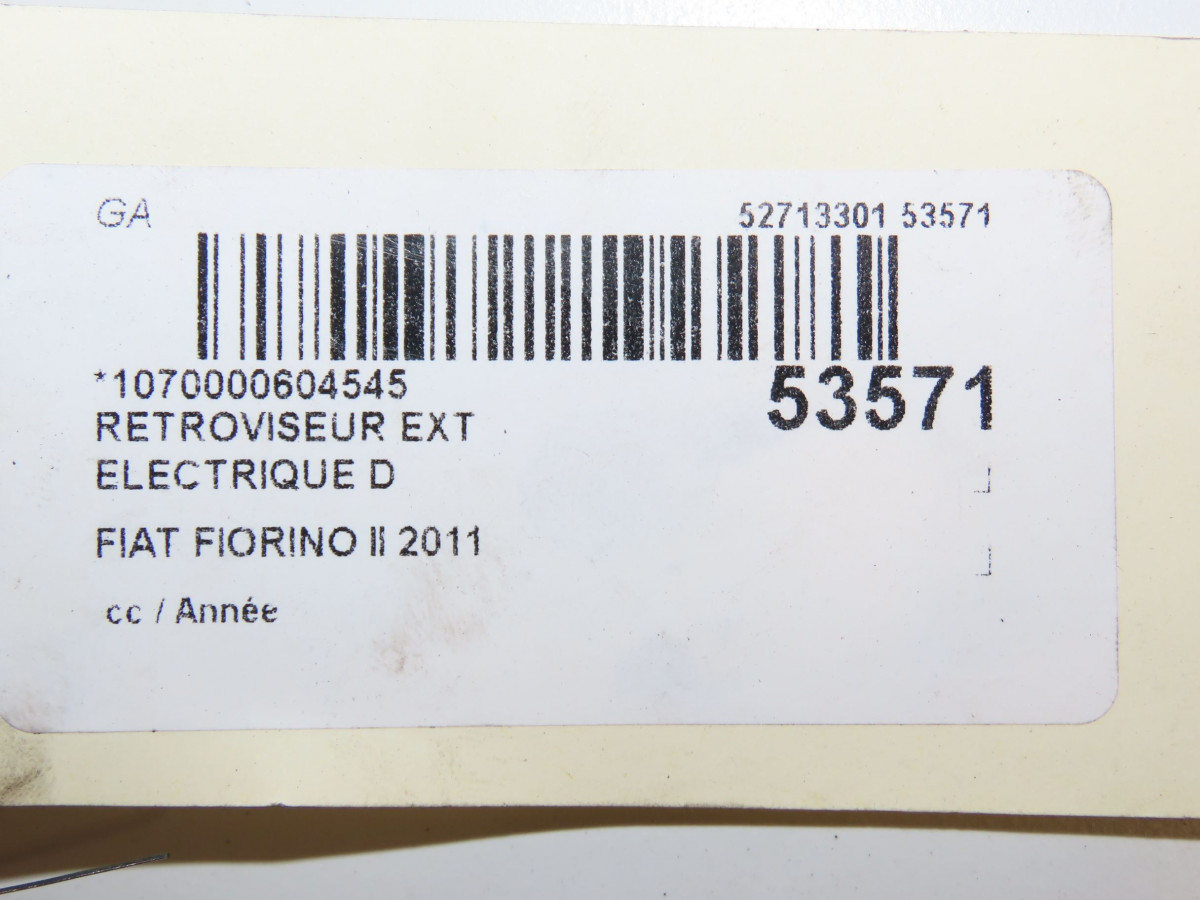 GA
52713301 53571
*1070000604545
53571
RETROVISEUR EXT
ELECTRIQUE D
FIAT FIORINO II 2011
cc / Année